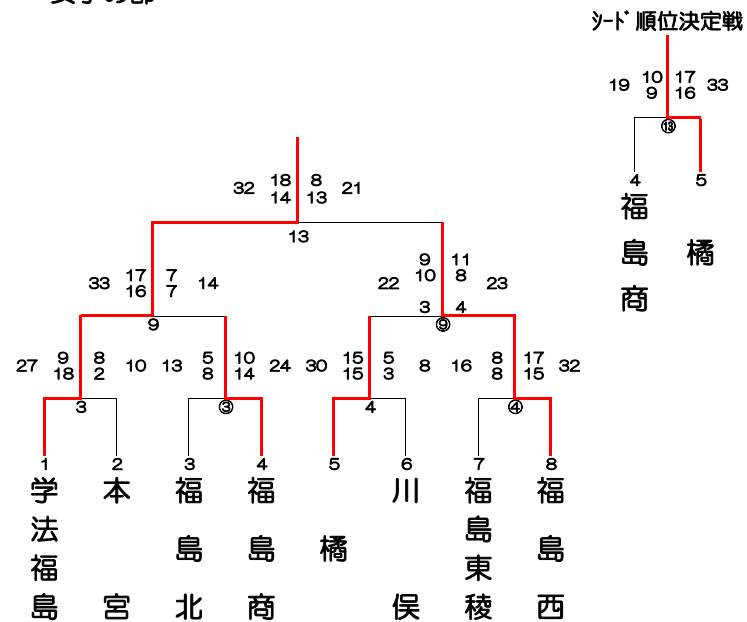 ｼｰﾄﾞ順位決定戦
19 10 17 33
9 16
⑬
4 5
福島商
橘
32 18 8 21
14 13
13
33 17 7 14
16 7
9
9 11
22 10 8 23
3 4
⑨
27 9 8 10
18 2
3
13 5 10 24
8 14
③
30 15 5 8
15 3
4
16 8 17 32
8 15
④
1 2 3 4 5 6 7 8
学法福島
本宮
福島北
福島商
橘
川俣
福島東稜
福島西